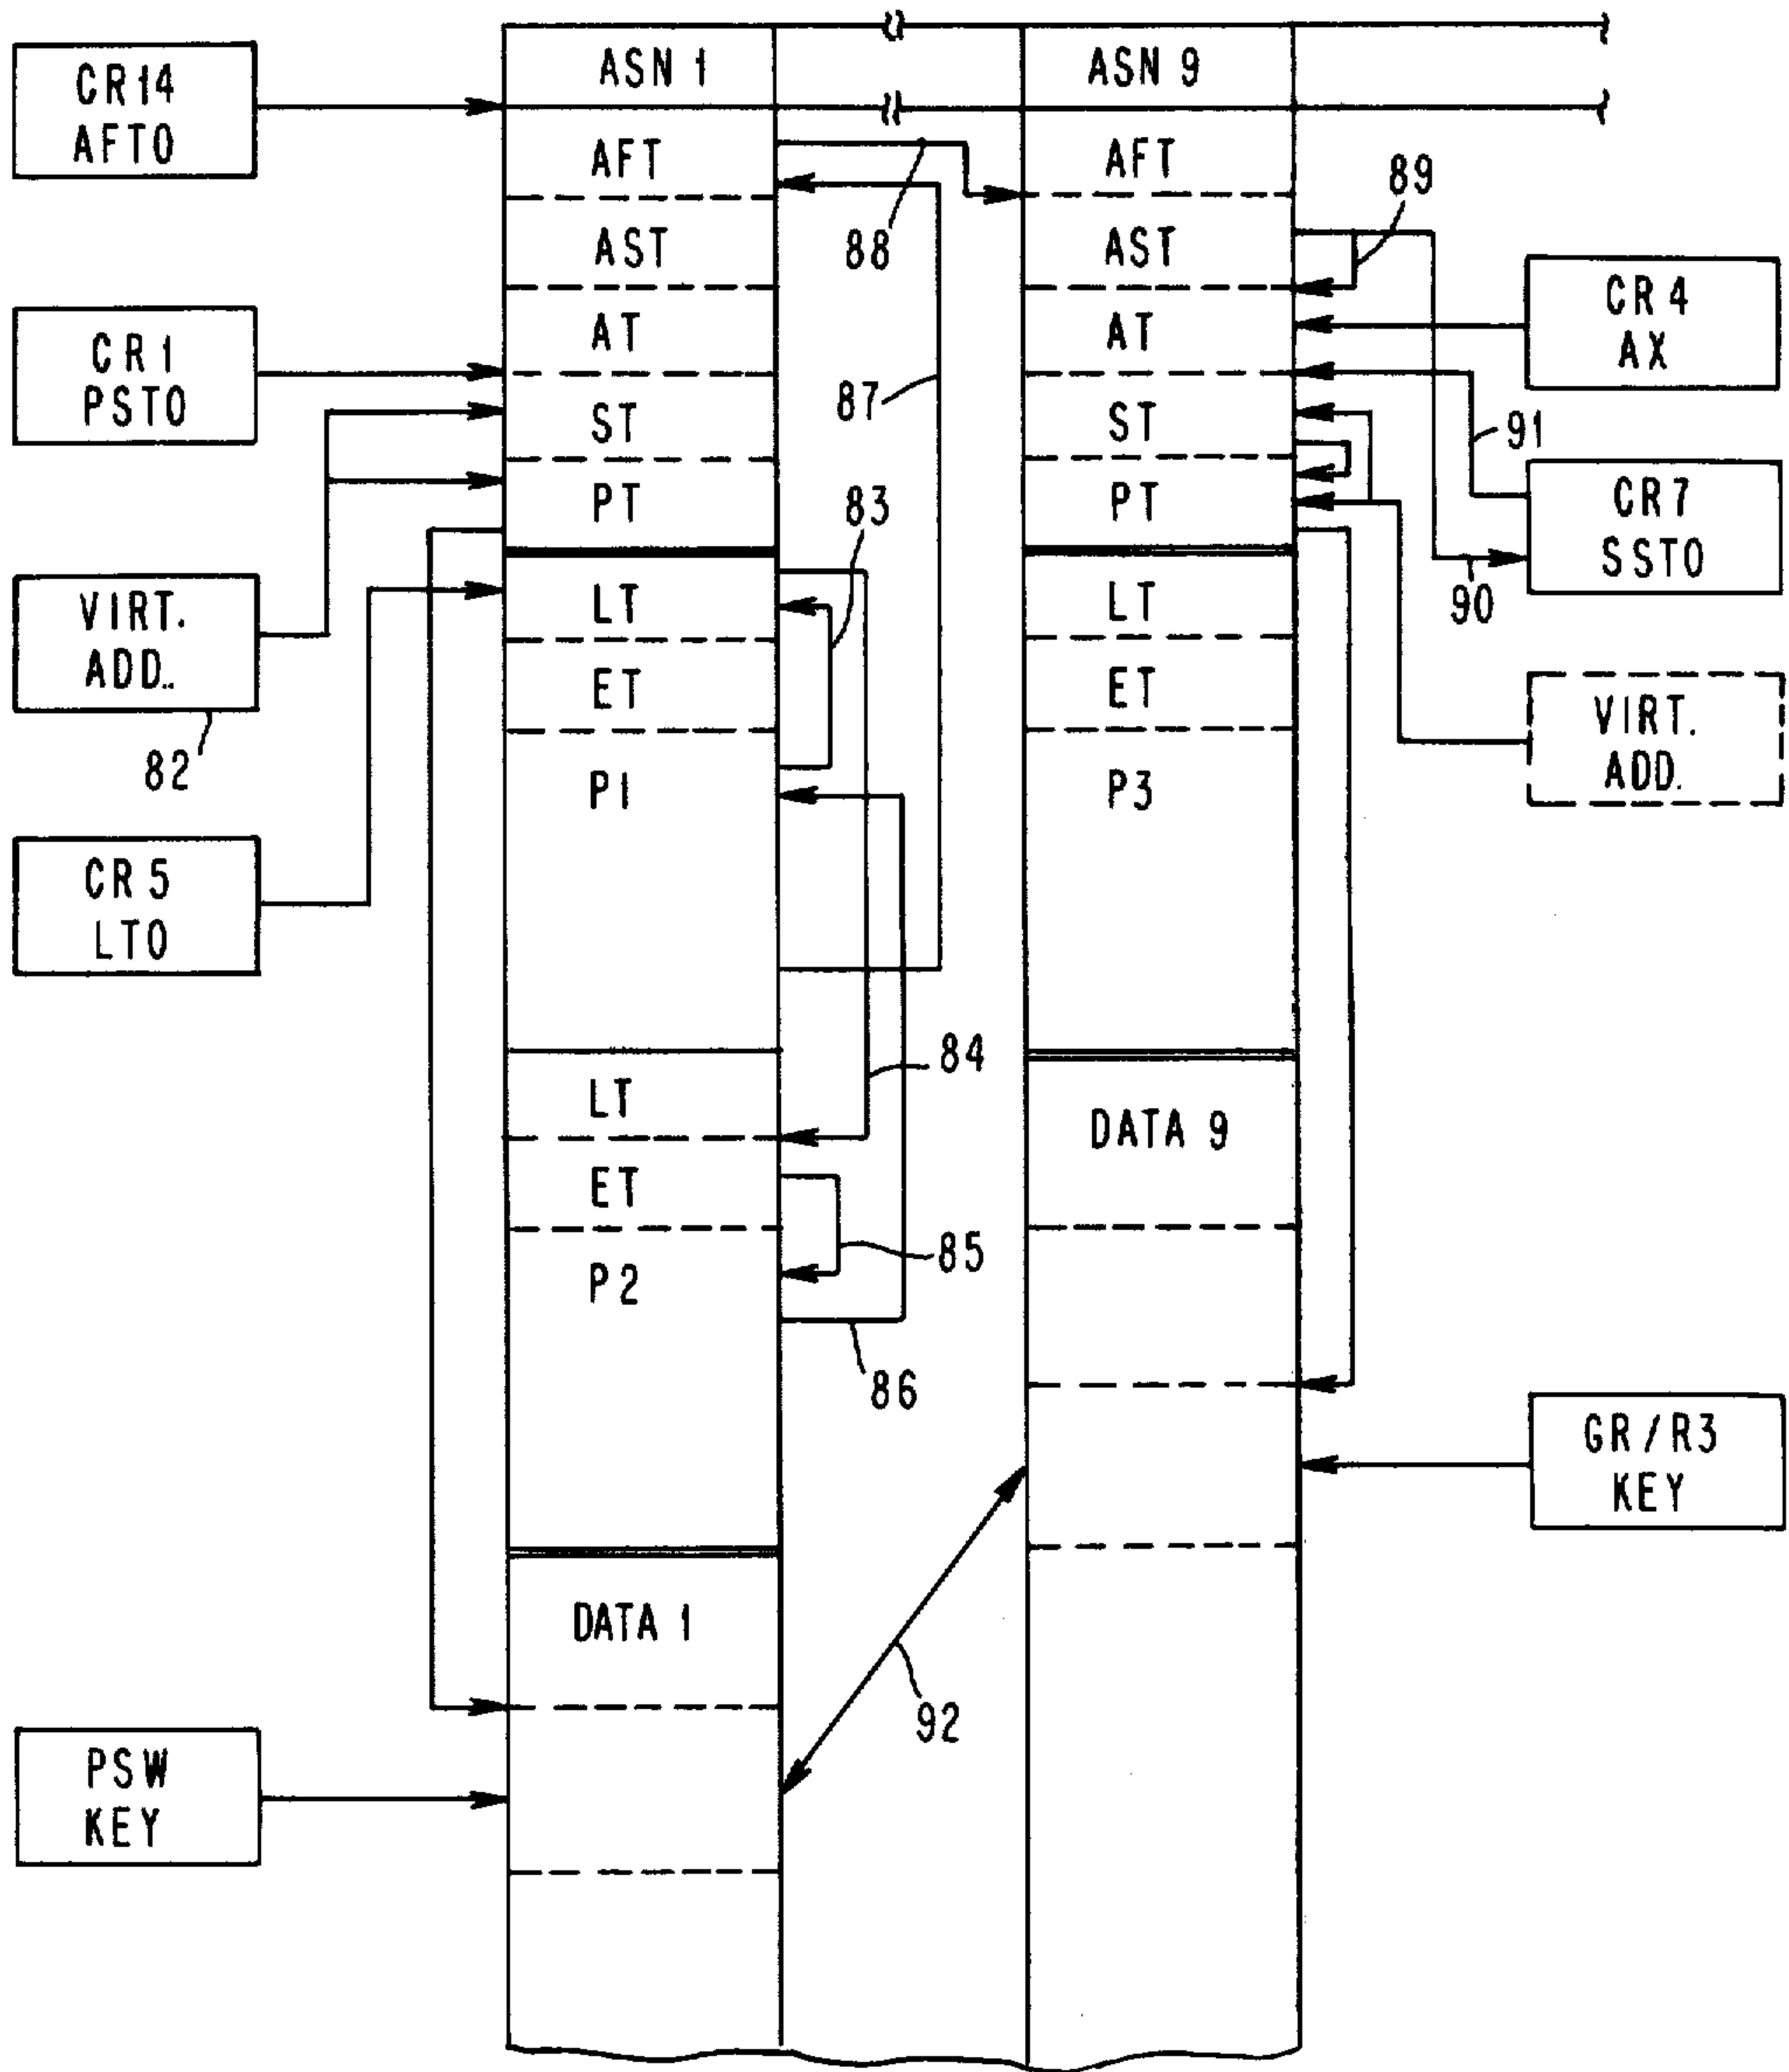 ASN 1
ASN 9
CR14
AFTO
AFT
AFT
88
89
AST
AST
CR4
AX
CR1
PSTO
AT
AT
87
91
ST
ST
83
PT
PT
CR7
SSTO
90
VIRT.
ADD..
82
LT
LT
ET
ET
VIRT.
ADD.
P1
P3
CR5
LTO
84
LT
DATA 9
ET
85
P2
86
GR/R3
KEY
DATA 1
92
PSW
KEY